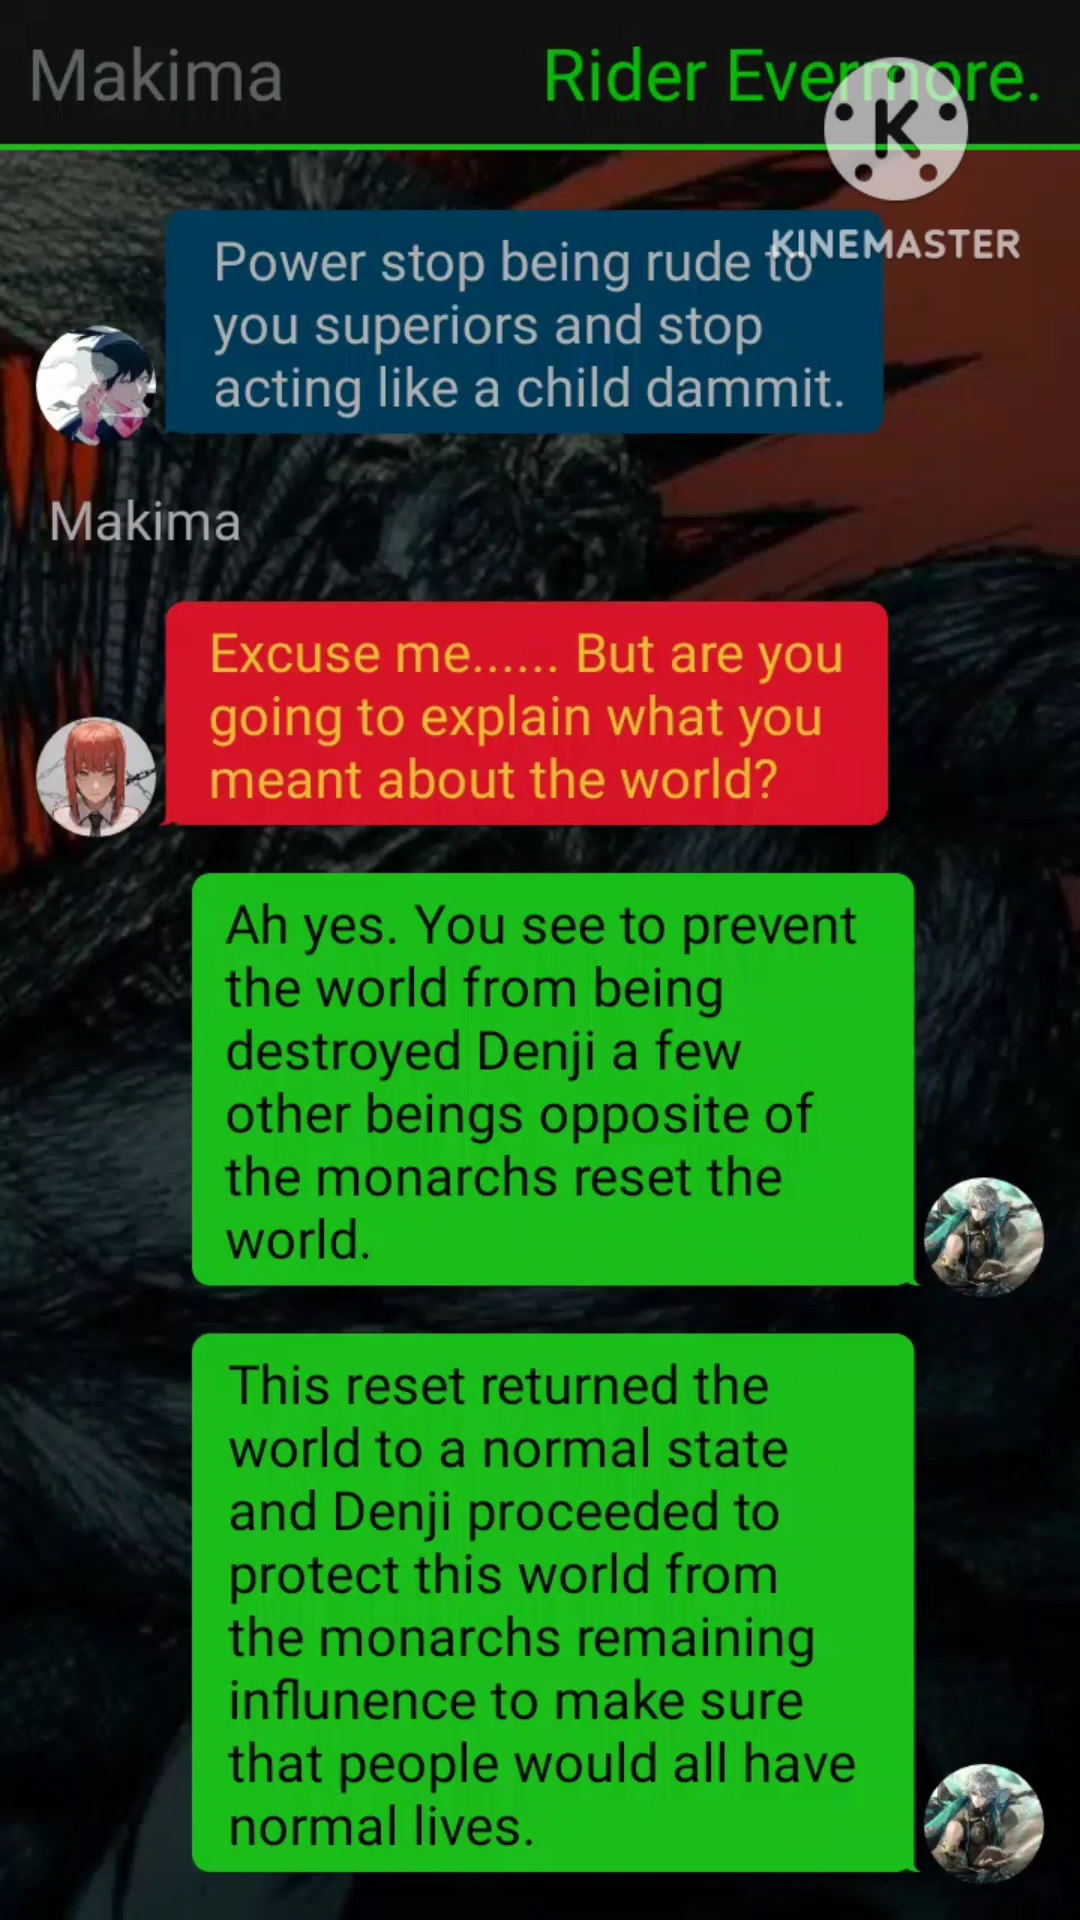 Makima
Rider Evermore.
K
KINEMASTER
Power stop being rude to
you superiors and stop
acting like a child dammit.
Makima
Excuse me...... But are you
going to explain what you
meant about the world?
Ah yes. You see to prevent
the world from being
destroyed Denji a few
other beings opposite of
the monarchs reset the
world.
This reset returned the
world to a normal state
and Denji proceeded to
protect this world from
the monarchs remaining
influnence to make sure
that people would all have
normal lives.